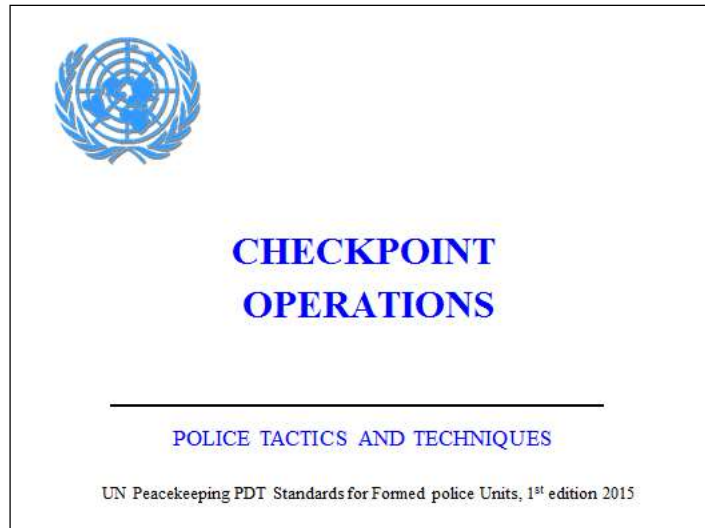 CHECKPOINT
OPERATIONS
POLICE TACTICS AND TECHNIQUES
UN Peacekeeping PDT Standards for Formed police Units, 1st edition 2015